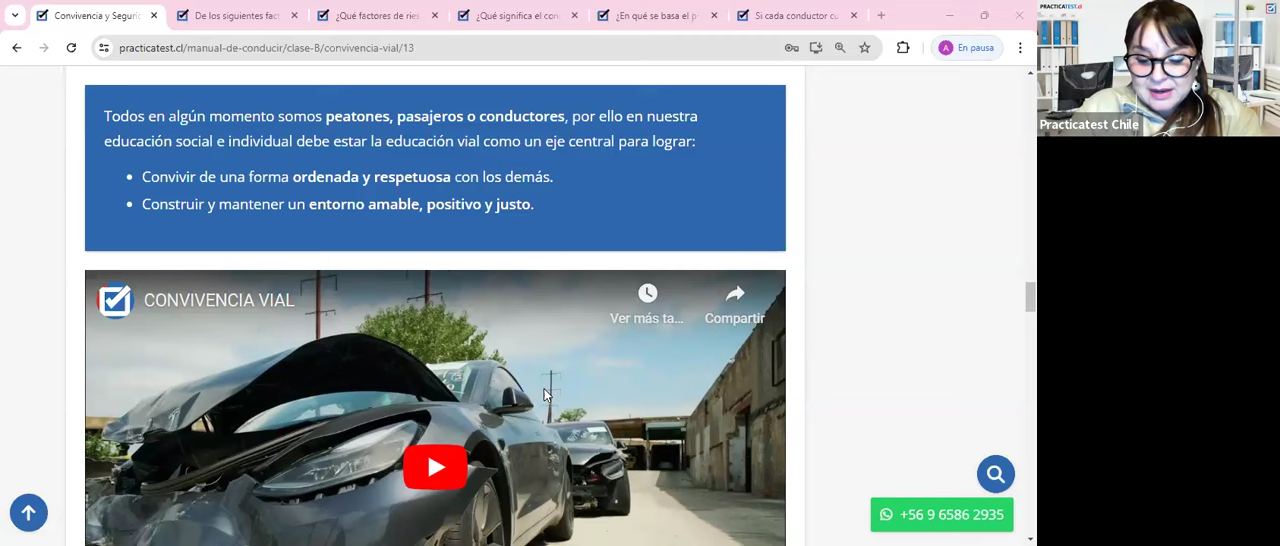 Convivencia y Seguri
De los siguientes fact
¿Qué factores de ries
¿Qué significa el con
¿En qué se basa el p
Si cada conductor cu
practicatest.cl/manual-de-conducir/clase-B/convivencia-vial/13
A
En pausa
PRACTICATEST.cl
Practicatest Chile
Todos en algún momento somos peatones, pasajeros o conductores, por ello en nuestra
educación social e individual debe estar la educación vial como un eje central para lograr:
• Convivir de una forma ordenada y respetuosa con los demás.
• Construir y mantener un entorno amable, positivo y justo.
CONVIVENCIA VIAL
Ver más ta...
Compartir
+56 9 6586 2935